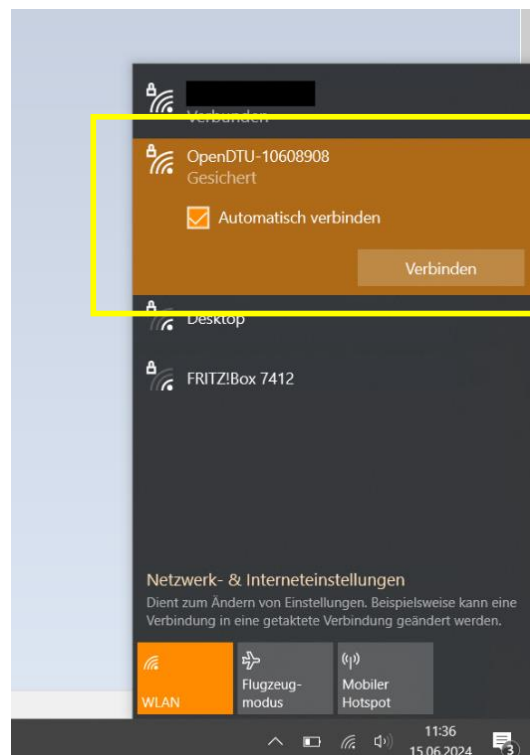 Verbunden
OpenDTU-10608908
Gesichert
Automatisch verbinden
Verbinden
Desktop
FRITZ!Box 7412
Netzwerk- & Interneteinstellungen
Dient zum Ändern von Einstellungen. Beispielsweise kann eine
Verbindung in eine getaktete Verbindung geändert werden.
WLAN
Flugzeug-
modus
Mobiler
Hotspot
11:36
15.06.2024
3